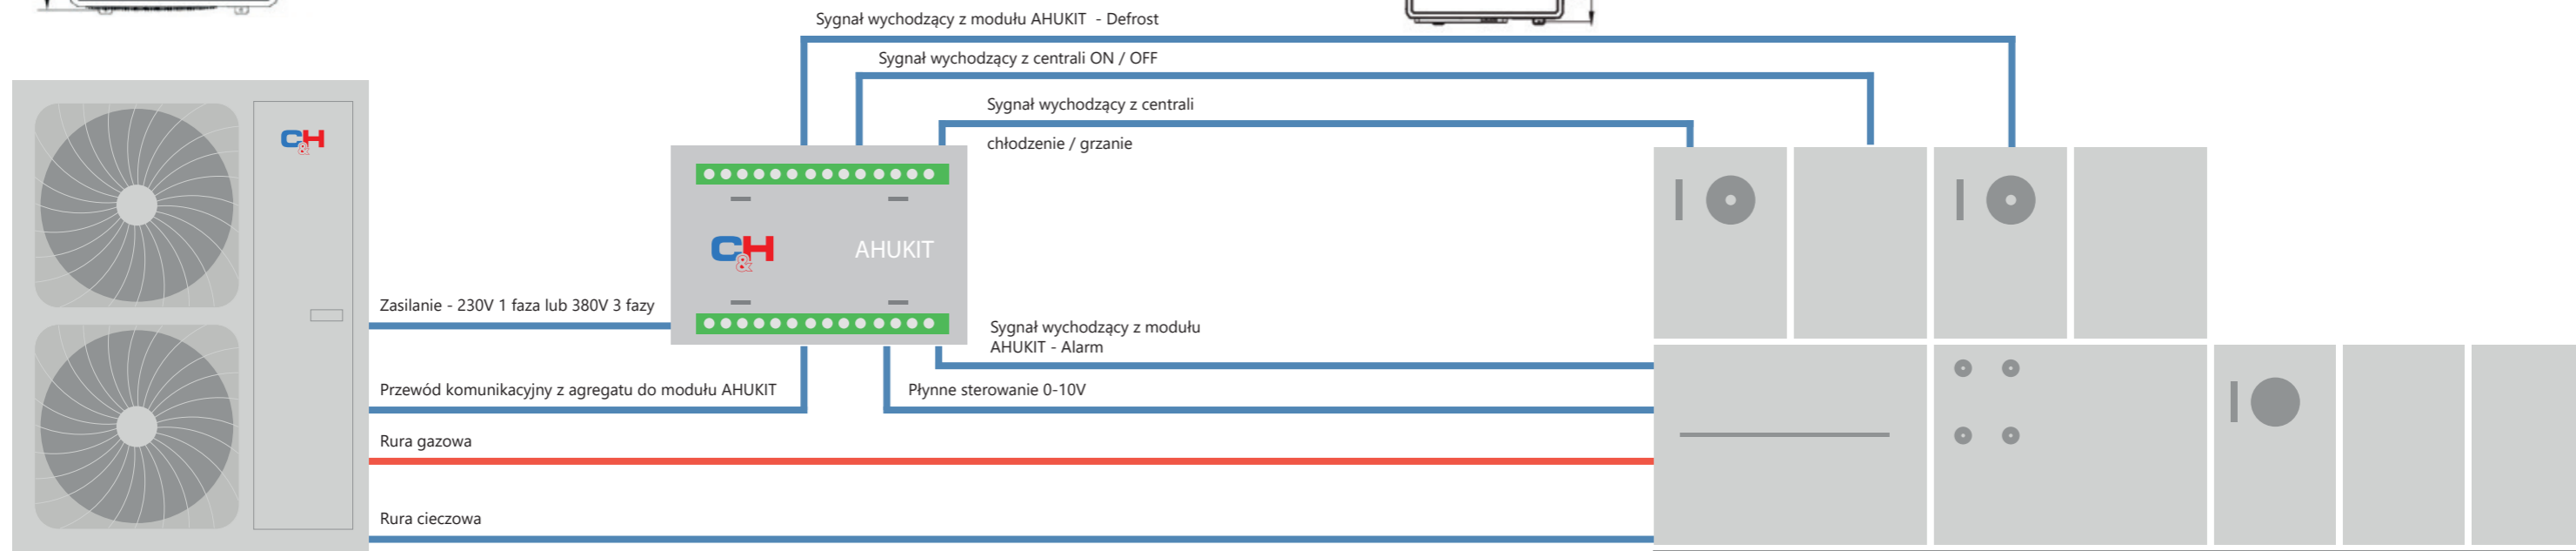 Sygnał wychodzący z modułu AHUKIT - Defrost
Sygnał wychodzący z centrali ON / OFF
Sygnał wychodzący z centrali
chłodzenie / grzanie
C&H
C&H
AHUKIT
Zasilanie - 230V 1 faza lub 380V 3 fazy
Sygnał wychodzący z modułu
AHUKIT - Alarm
Przewód komunikacyjny z agregatu do modułu AHUKIT
Płynne sterowanie 0-10V
Rura gazowa
Rura cieczowa